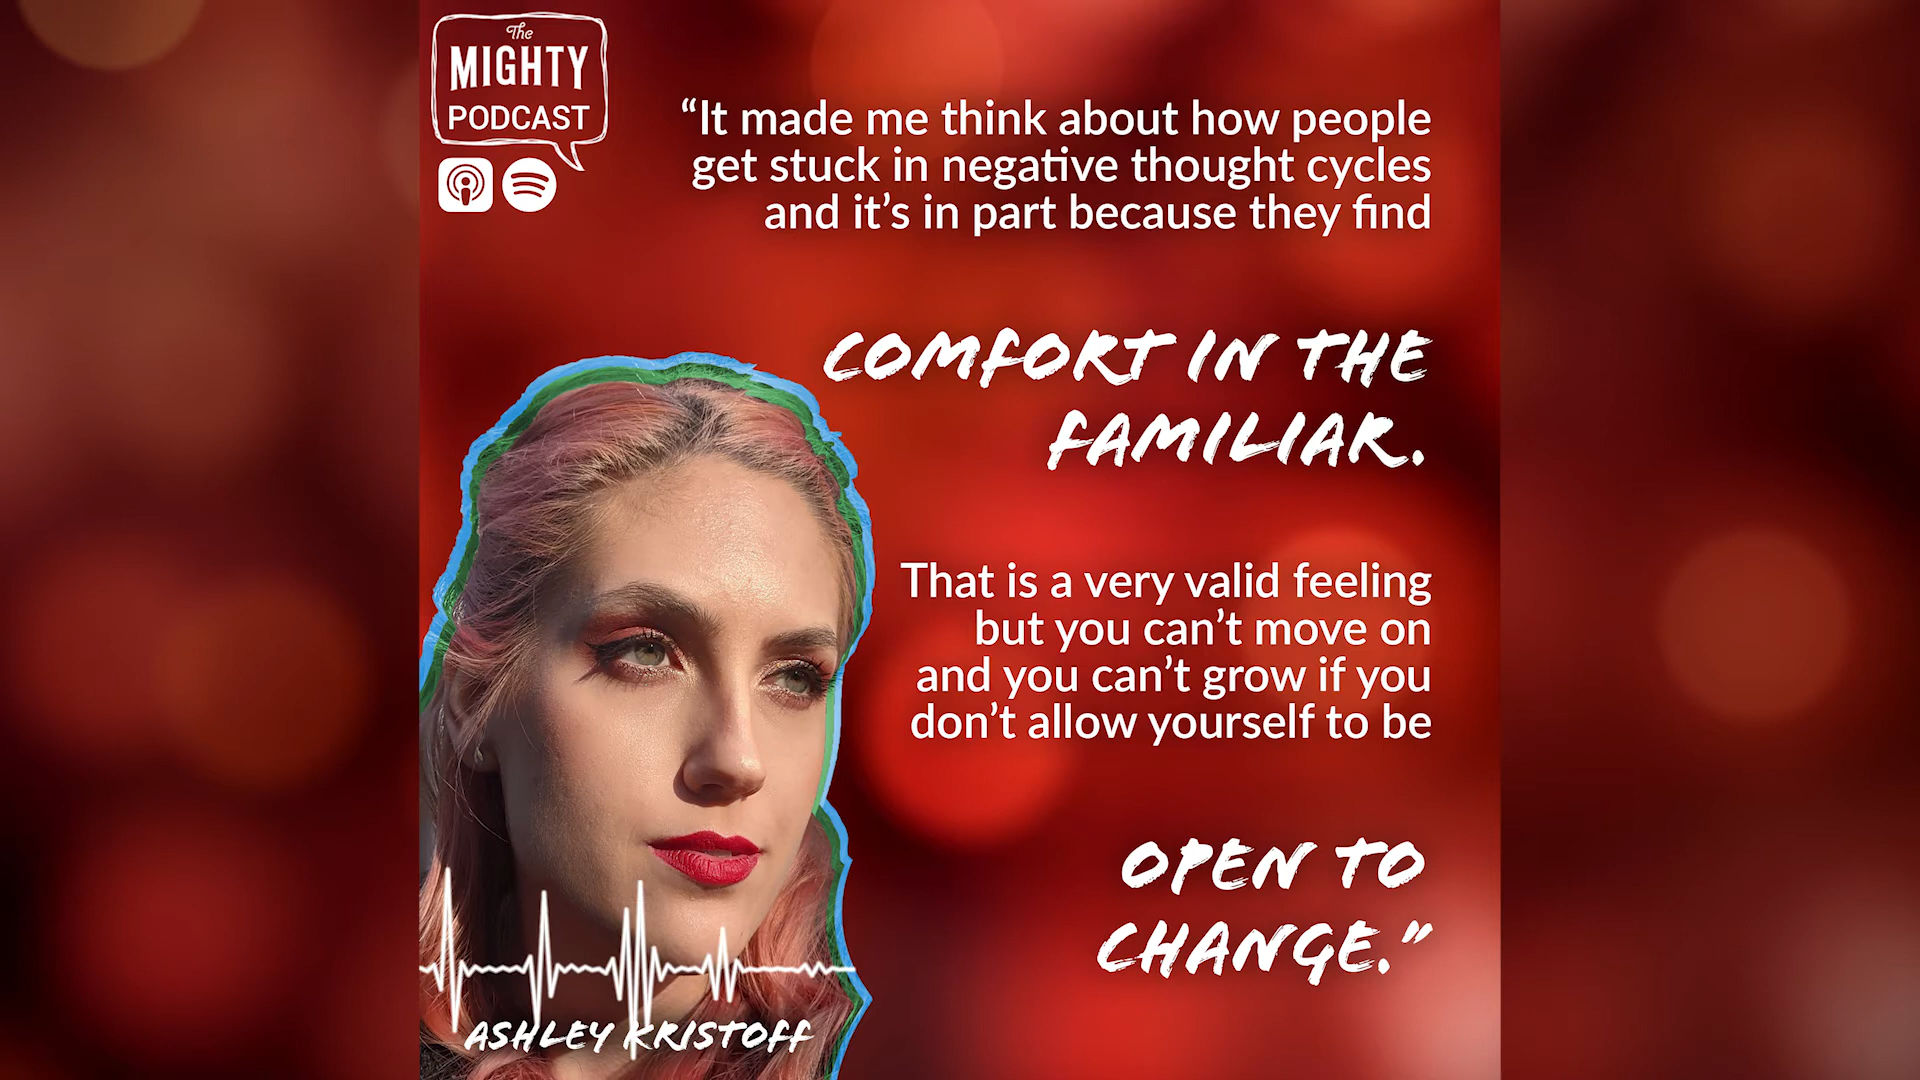 The
MIGHTY
PODCAST
“It made me think about how people
get stuck in negative thought cycles
and it’s in part because they find
COMFORT IN THE
FAMILIAR.
That is a very valid feeling
but you can’t move on
and you can’t grow if you
don’t allow yourself to be
OPEN TO
CHANGE.”
ASHLEY KRISTOFF